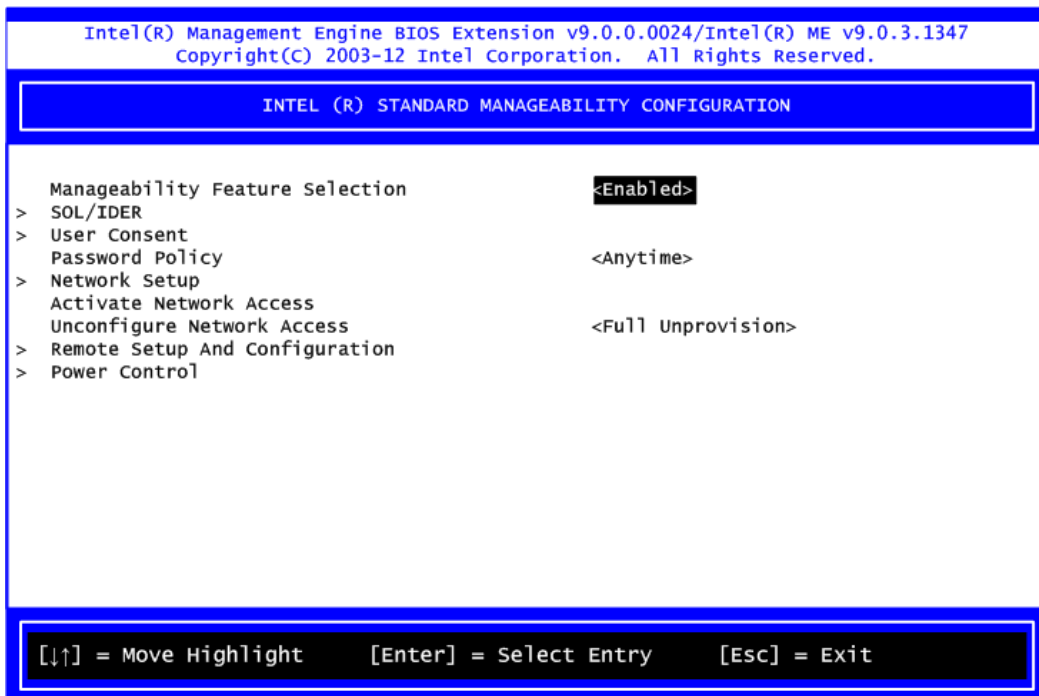 Intel(R) Management Engine BIOS Extension v9.0.0.0024/Intel(R) ME v9.0.3.1347
Copyright(C) 2003-12 Intel Corporation.  All Rights Reserved.
INTEL (R) STANDARD MANAGEABILITY CONFIGURATION
Manageability Feature Selection <Enabled>
> SOL/IDER
> User Consent
Password Policy <Anytime>
> Network Setup
Activate Network Access
Unconfigure Network Access <Full Unprovision>
> Remote Setup And Configuration
> Power Control
[↓↑] = Move Highlight [Enter] = Select Entry [Esc] = Exit